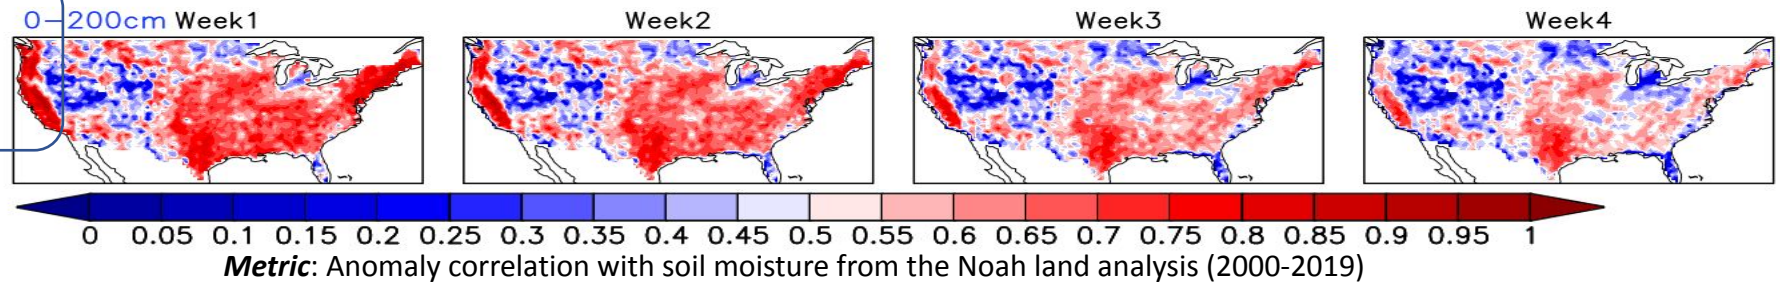 0–200cm Week1 Week2 Week3 Week4
0 0.05 0.1 0.15 0.2 0.25 0.3 0.35 0.4 0.45 0.5 0.55 0.6 0.65 0.7 0.75 0.8 0.85 0.9 0.95 1
Metric: Anomaly correlation with soil moisture from the Noah land analysis (2000-2019)